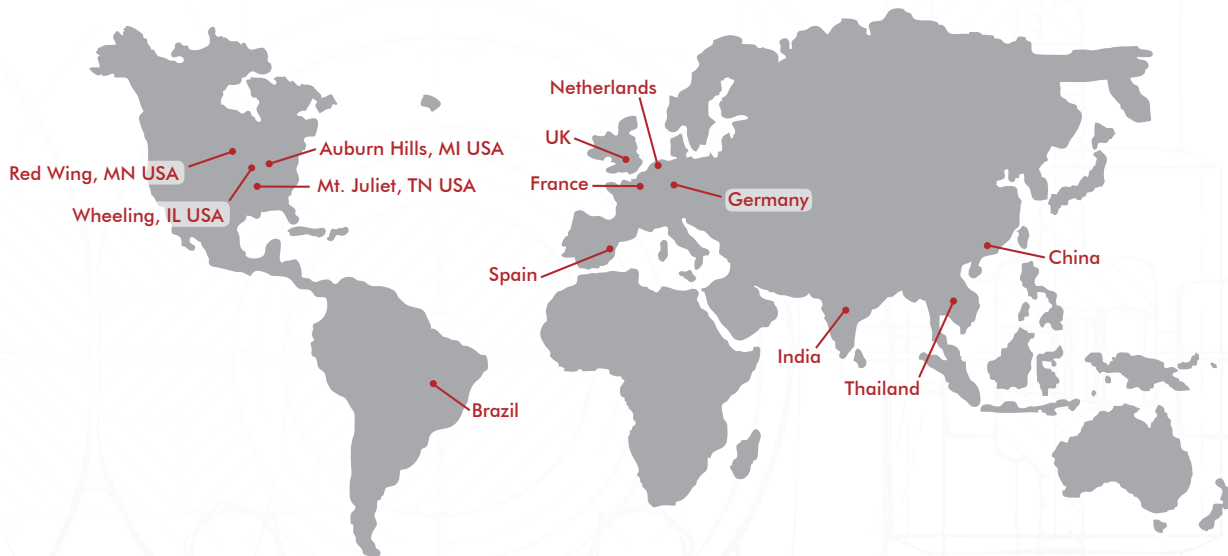 Netherlands
UK
Auburn Hills, MI USA
Red Wing, MN USA
France
Mt. Juliet, TN USA
Germany
Wheeling, IL USA
China
Spain
India
Thailand
Brazil